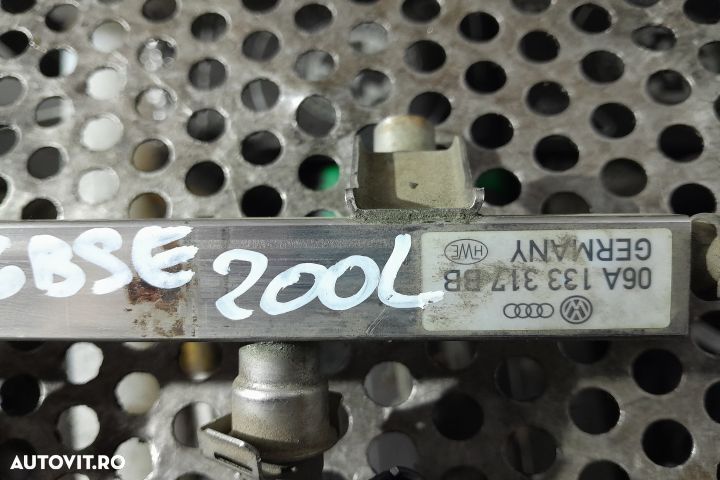 BSE 200L
06A 133 317 BB
GERMANY
HWE
AUTOVIT.RO